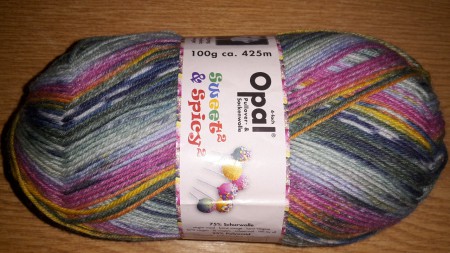 100g ca. 425m
Opal®
4-fach
Pullover- &
Sockenwolle
Sweet²
& Spicy²
75% Schurwolle